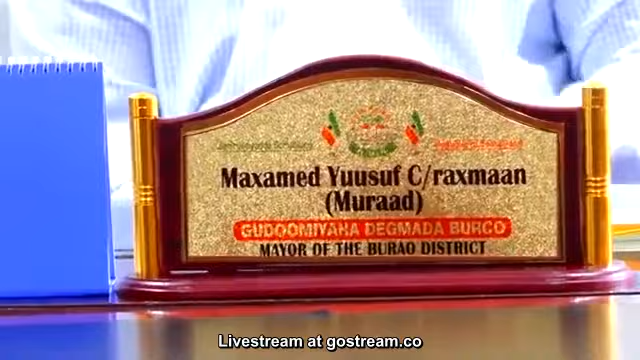 Maxamed Yuusuf C/raxmaan
(Muraad)
GUDOOMIYAHA DEGMADA BURCO
MAYOR OF THE BURAO DISTRICT
Livestream at gostream.co